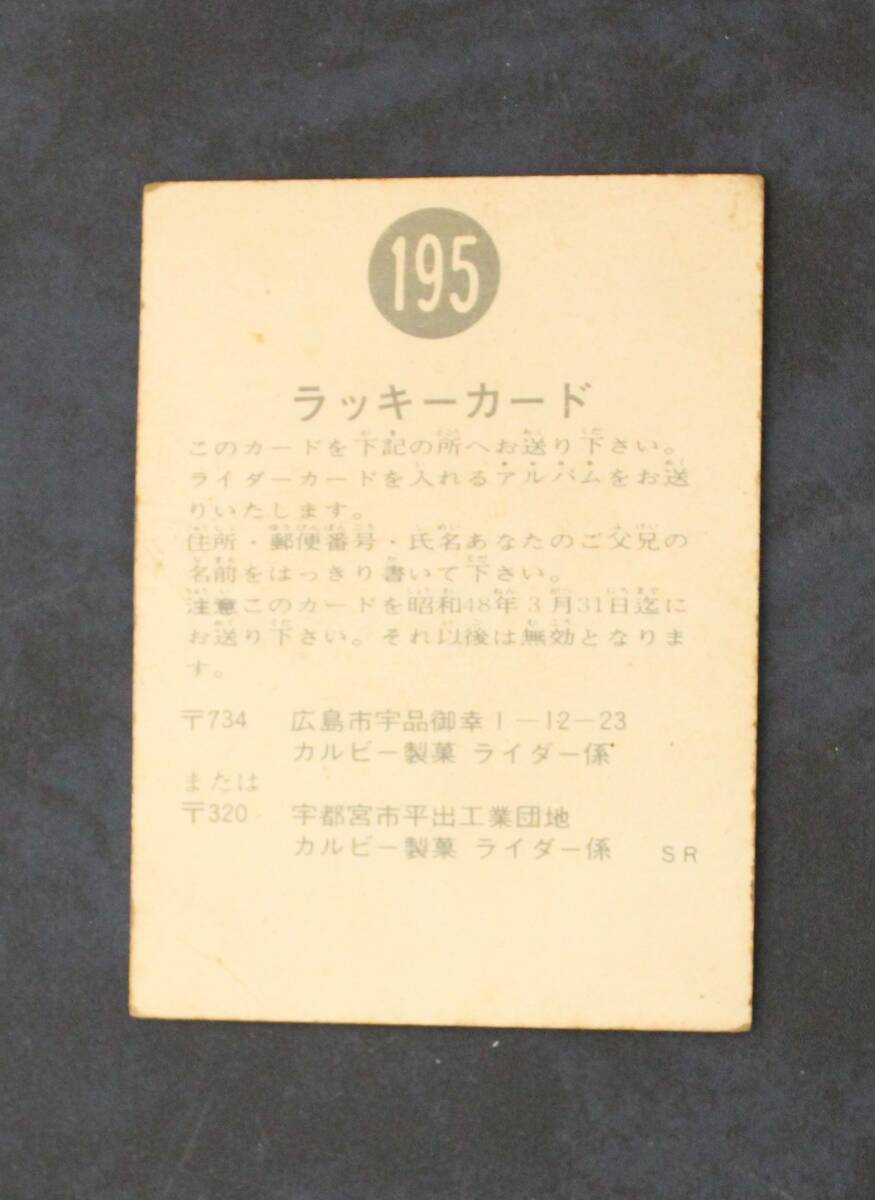 195
ラッキーカード
このカードを下記の所へお送り下さい。
ライダーカードを入れるアルバムをお送
りいたします。
住所・郵便番号・氏名あなたのご父兄の
名前をはっきり書いて下さい。
注意このカードを昭和48年3月31日迄に
お送り下さい。それ以後は無効となりま
す。
〒734 広島市宇品御幸1-12-23
カルビー製菓 ライダー係
または
〒320 宇都宮市平出工業団地
カルビー製菓 ライダー係 SR